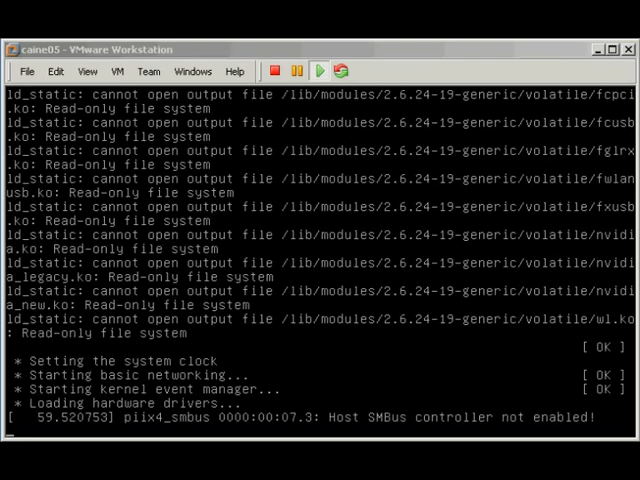 caine05 - VMware Workstation
File Edit View VM Team Windows Help
ld_static: cannot open output file /lib/modules/2.6.24-19-generic/volatile/fcpci
.ko: Read-only file system
ld_static: cannot open output file /lib/modules/2.6.24-19-generic/volatile/fcusb
.ko: Read-only file system
ld_static: cannot open output file /lib/modules/2.6.24-19-generic/volatile/fglrx
.ko: Read-only file system
ld_static: cannot open output file /lib/modules/2.6.24-19-generic/volatile/fwlan
usb.ko: Read-only file system
ld_static: cannot open output file /lib/modules/2.6.24-19-generic/volatile/fxusb
.ko: Read-only file system
ld_static: cannot open output file /lib/modules/2.6.24-19-generic/volatile/nvidi
a.ko: Read-only file system
ld_static: cannot open output file /lib/modules/2.6.24-19-generic/volatile/nvidi
a_legacy.ko: Read-only file system
ld_static: cannot open output file /lib/modules/2.6.24-19-generic/volatile/nvidi
a_new.ko: Read-only file system
ld_static: cannot open output file /lib/modules/2.6.24-19-generic/volatile/wl.ko
: Read-only file system
[ OK ]
* Setting the system clock
* Starting basic networking... [ OK ]
* Starting kernel event manager... [ OK ]
* Loading hardware drivers...
[ 59.520753] piix4_smbus 0000:00:07.3: Host SMBus controller not enabled!